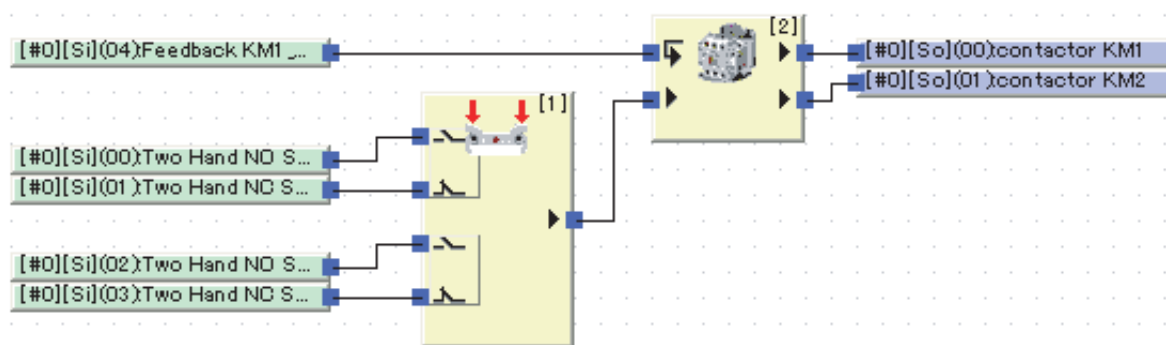 [#0][Si](04):Feedback KM1 _...
[2]
[#0][So](00):contactor KM1
[#0][So](01):contactor KM2
[1]
[#0][Si](00):Two Hand NO S...
[#0][Si](01):Two Hand NC S...
[#0][Si](02):Two Hand NO S...
[#0][Si](03):Two Hand NC S...